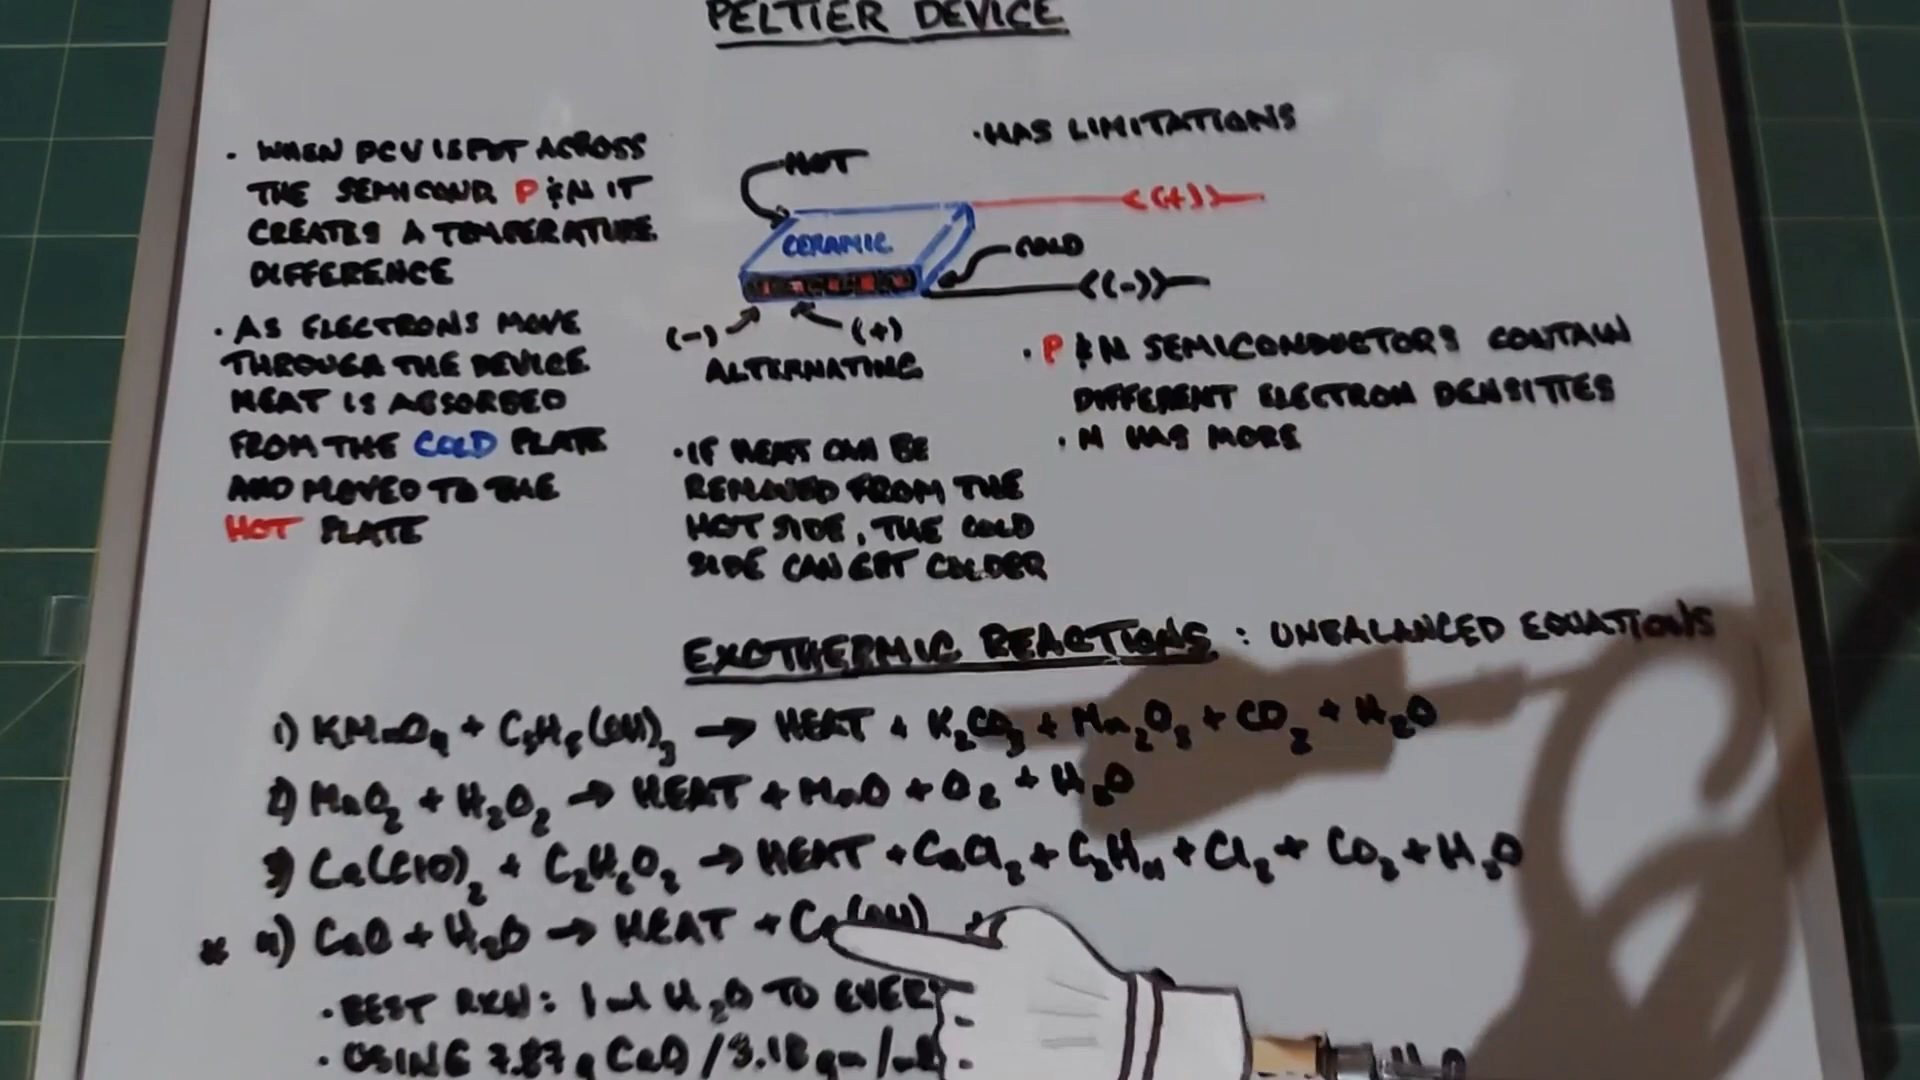 PELTIER DEVICE
• WHEN DCV IS PUT ACROSS
THE SEMICOND. P & N IT
CREATES A TEMPERATURE
DIFFERENCE
• AS ELECTRONS MOVE
THROUGH THE DEVICE
HEAT IS ABSORBED
FROM THE COLD PLATE
AND MOVED TO THE
HOT PLATE
HOT
CERAMIC
COLD
(+)
(-)
(-) (+)
ALTERNATING
• IF HEAT CAN BE
REMOVED FROM THE
HOT SIDE, THE COLD
SIDE CAN GET COLDER
• HAS LIMITATIONS
• P & N SEMICONDUCTORS CONTAIN
DIFFERENT ELECTRON DENSITIES
• N HAS MORE
EXOTHERMIC REACTIONS : UNBALANCED EQUATIONS
1) KMnO₄ + C₃H₅(OH)₃ → HEAT + K₂CO₃ + Mn₂O₃ + CO₂ + H₂O
2) MnO₂ + H₂O₂ → HEAT + MnO + O₂ + H₂O
3) Ca(ClO)₂ + C₂H₆O₂ → HEAT + CaCl₂ + + Cl₂ + CO₂ + H₂O
* 4) CaO + H₂O → HEAT + Ca(OH)
• BEST RXN: 1 ml H₂O TO EVERY
• USING 7.87g CaO /